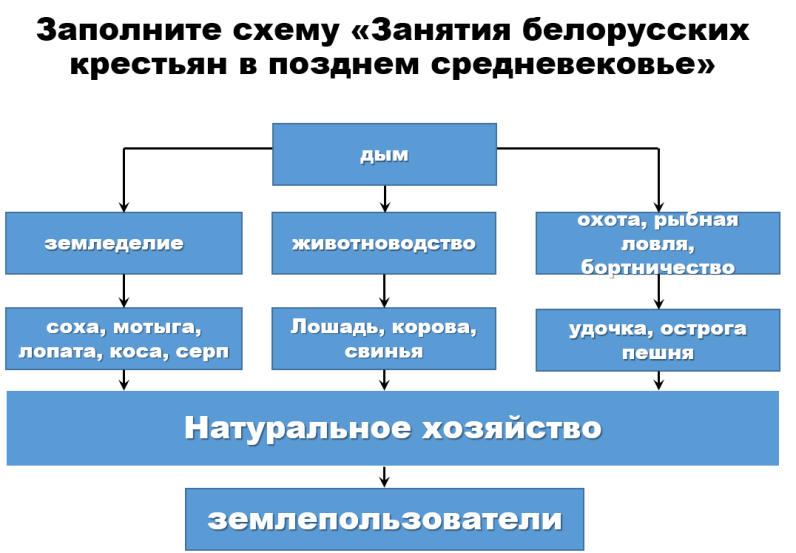 Заполните схему «Занятия белорусских
крестьян в позднем средневековье»
дым
земледелие
животноводство
охота, рыбная
ловля,
бортничество
соха, мотыга,
лопата, коса, серп
Лошадь, корова,
свинья
удочка, острога
пешня
Натуральное хозяйство
землепользователи